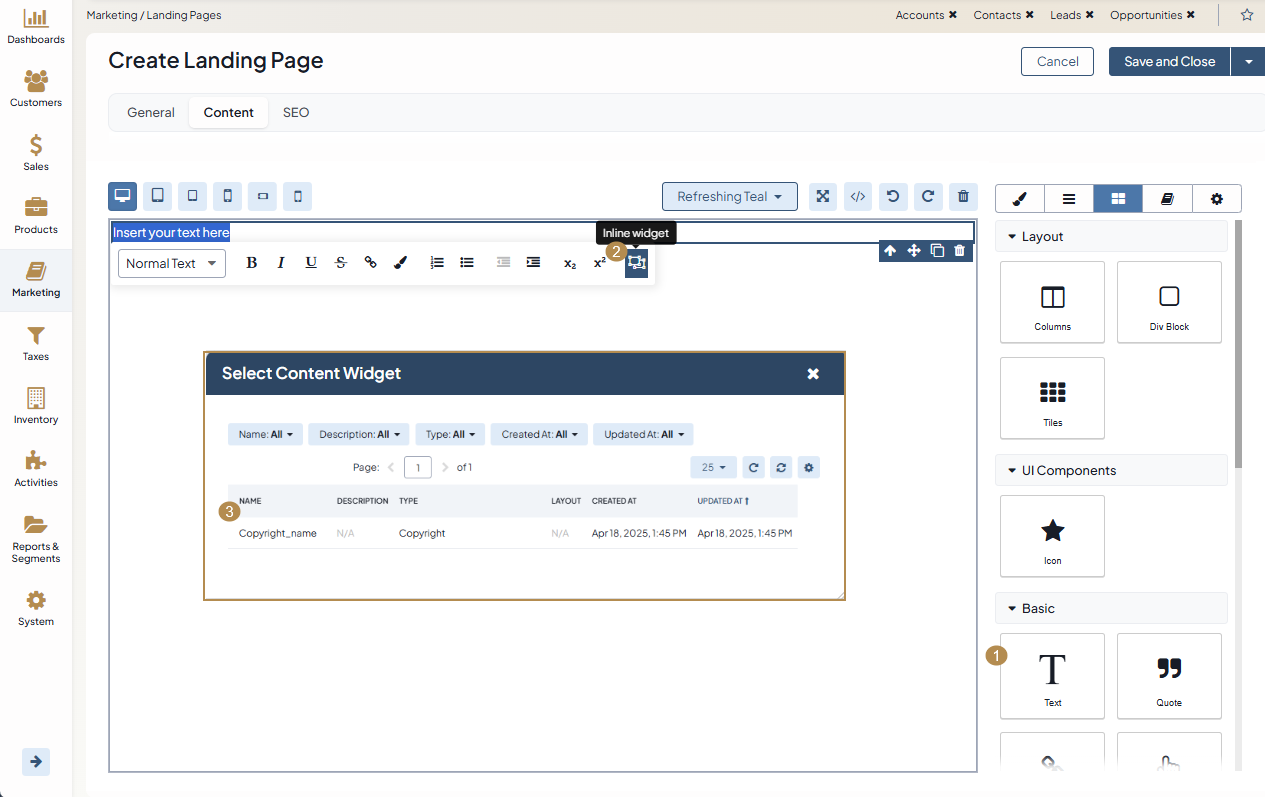 Dashboards
Customers
Sales
Products
Marketing
Taxes
Inventory
Activities
Reports &
Segments
System
Marketing / Landing Pages
Accounts ✖ Contacts ✖ Leads ✖ Opportunities ✖
Create Landing Page
Cancel Save and Close
General Content SEO
Refreshing Teal
Insert your text here
Inline widget
2
Normal Text B I U S x₂ x²
Select Content Widget
Name: All Description: All Type: All Created At: All Updated At: All
Page: 1 of 1 25
3
NAME DESCRIPTION TYPE LAYOUT CREATED AT UPDATED AT
Copyright_name N/A Copyright N/A Apr 18, 2025, 1:45 PM Apr 18, 2025, 1:45 PM
Layout
Columns Div Block
Tiles
UI Components
Icon
Basic
1
T
Text Quote